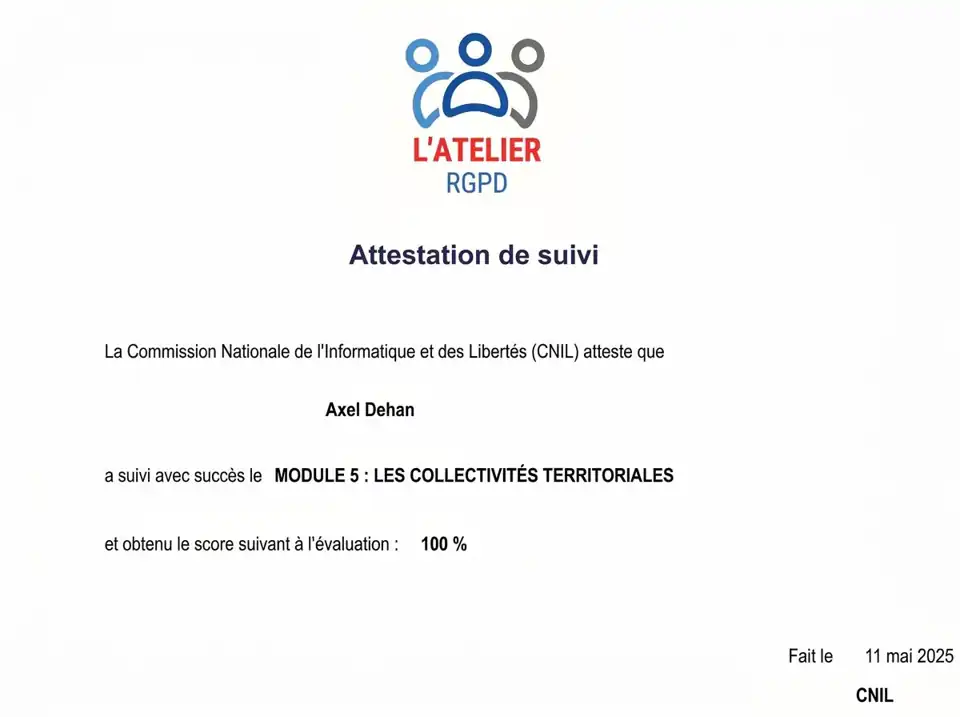 L'ATELIER
RGPD
Attestation de suivi
La Commission Nationale de l'Informatique et des Libertés (CNIL) atteste que
Axel Dehan
a suivi avec succès le MODULE 5 : LES COLLECTIVITÉS TERRITORIALES
et obtenu le score suivant à l'évaluation : 100 %
Fait le 11 mai 2025
CNIL